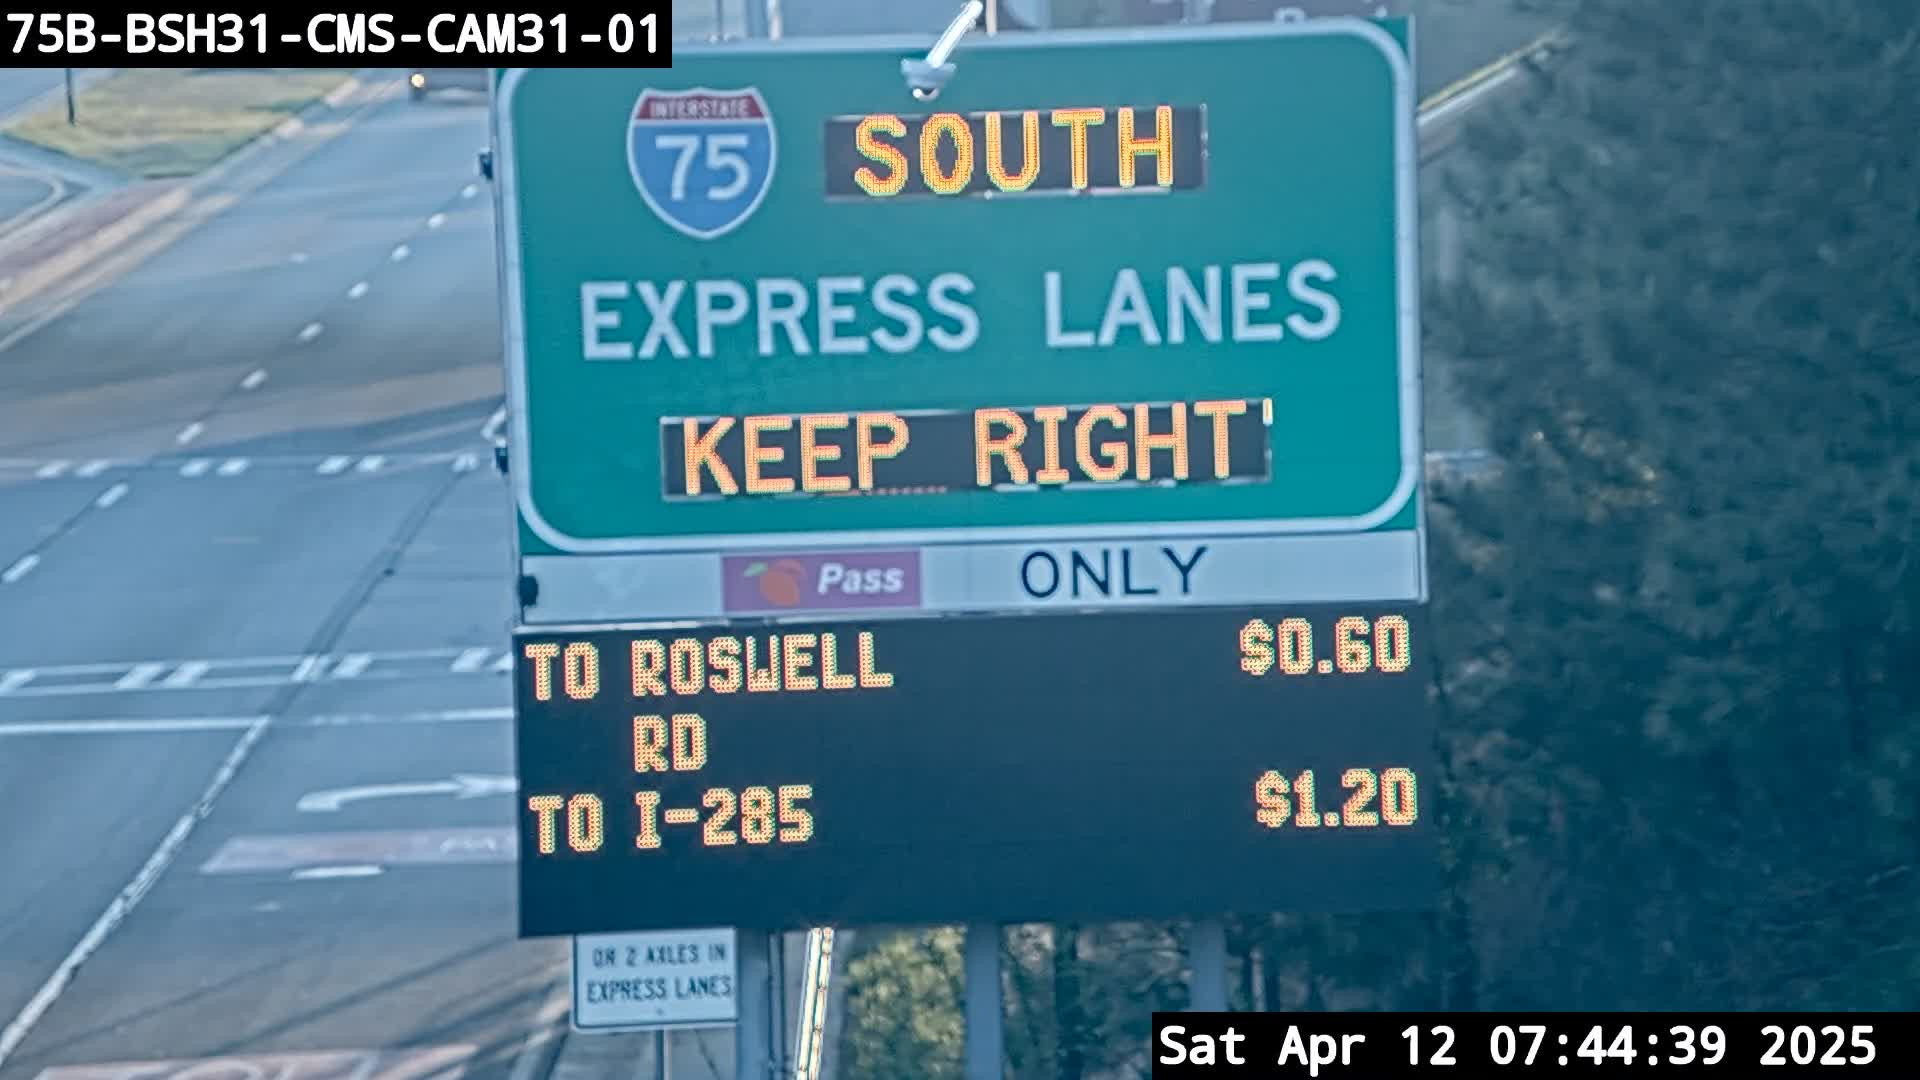 75B-BSH31-CMS-CAM31-01
INTERSTATE
75
SOUTH
EXPRESS LANES
KEEP RIGHT
Pass ONLY
TO ROSWELL $0.60
RD
TO I-285 $1.20
OR 2 AXLES IN
EXPRESS LANES
Sat Apr 12 07:44:39 2025